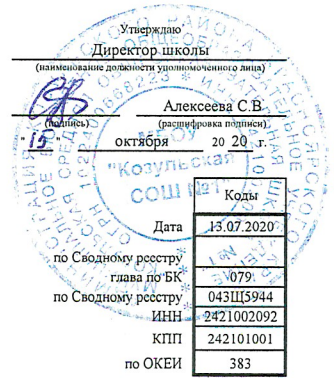 Утверждаю
Директор школы
(наименование должности уполномоченного лица)
Алексеева С.В
(подпись) (расшифровка подписи)
"15" октября 20 20 г.
МБОУ
"Козульская
СОШ №1"
Коды
Дата 13.07.2020
по Сводному реестру
глава по БК 079
по Сводному реестру 043Щ5944
ИНН 2421002092
КПП 242101001
по ОКЕИ 383